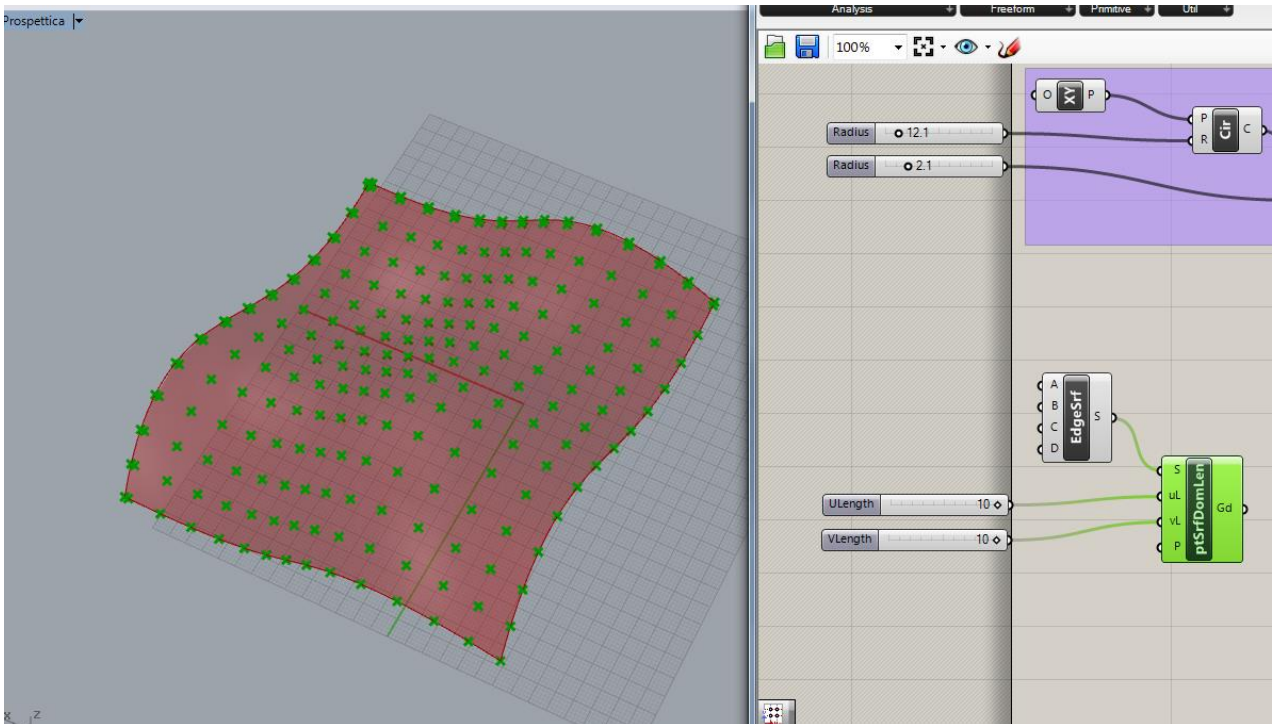 Prospettica
Analysis
Freeform
Primitive
Util
100%
O XY P
P
R
Cir
C
Radius 12.1
Radius 2.1
A
B
C
D
EdgeSrf
S
S
uL
vL
P
ptSrfDomLen
Gd
ULength 10
VLength 10
x z